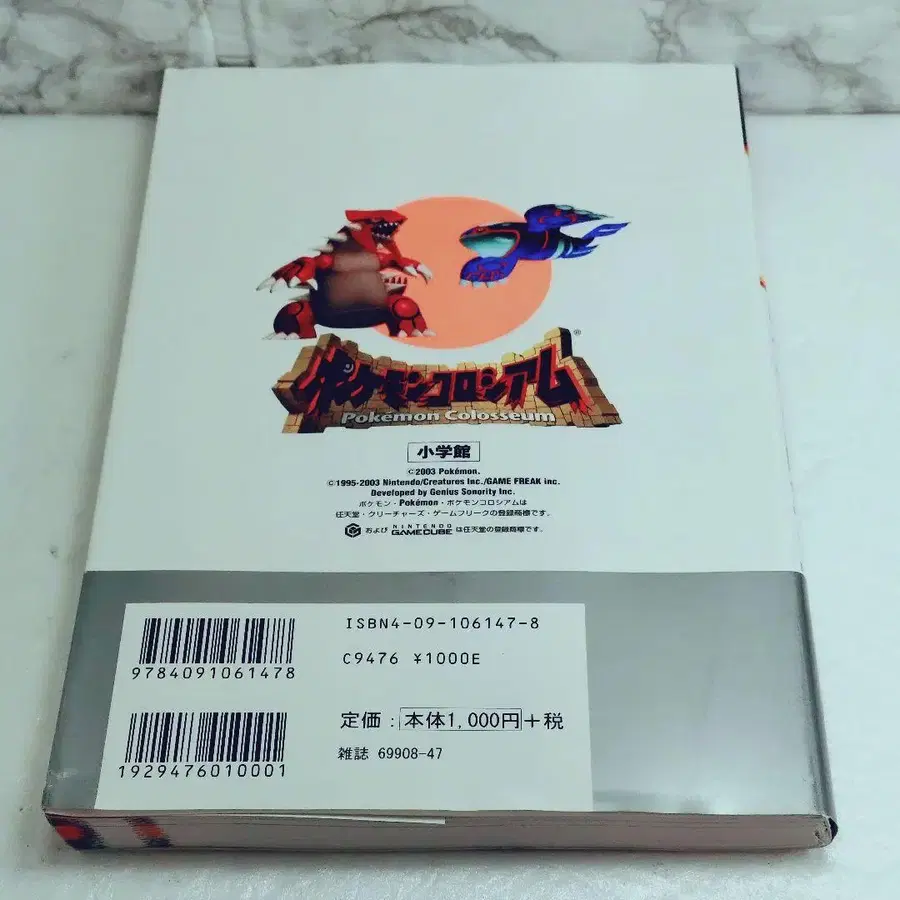 ポケモンコロシアム®
Pokémon Colosseum
小学館
©2003 Pokémon.
©1995-2003 Nintendo/Creatures Inc./GAME FREAK inc.
Developed by Genius Sonority Inc.
ポケモン・Pokémon・ポケモンコロシアムは
任天堂・クリーチャーズ・ゲームフリークの登録商標です。
および NINTENDO GAMECUBE は任天堂の登録商標です。
ISBN4-09-106147-8
9784091061478
C9476 ¥1000E
定価：本体1,000円+税
1929476010001
雑誌 69908-47